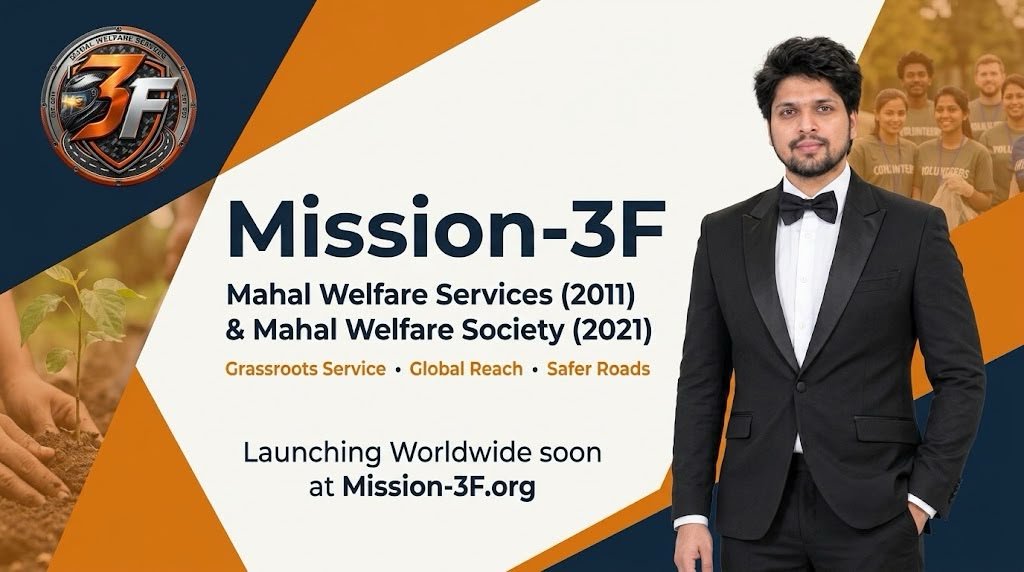 3F
Mission-3F
Mahal Welfare Services (2011)
& Mahal Welfare Society (2021)
Grassroots Service • Global Reach • Safer Roads
Launching Worldwide soon
at Mission-3F.org
VOLUNTEERS